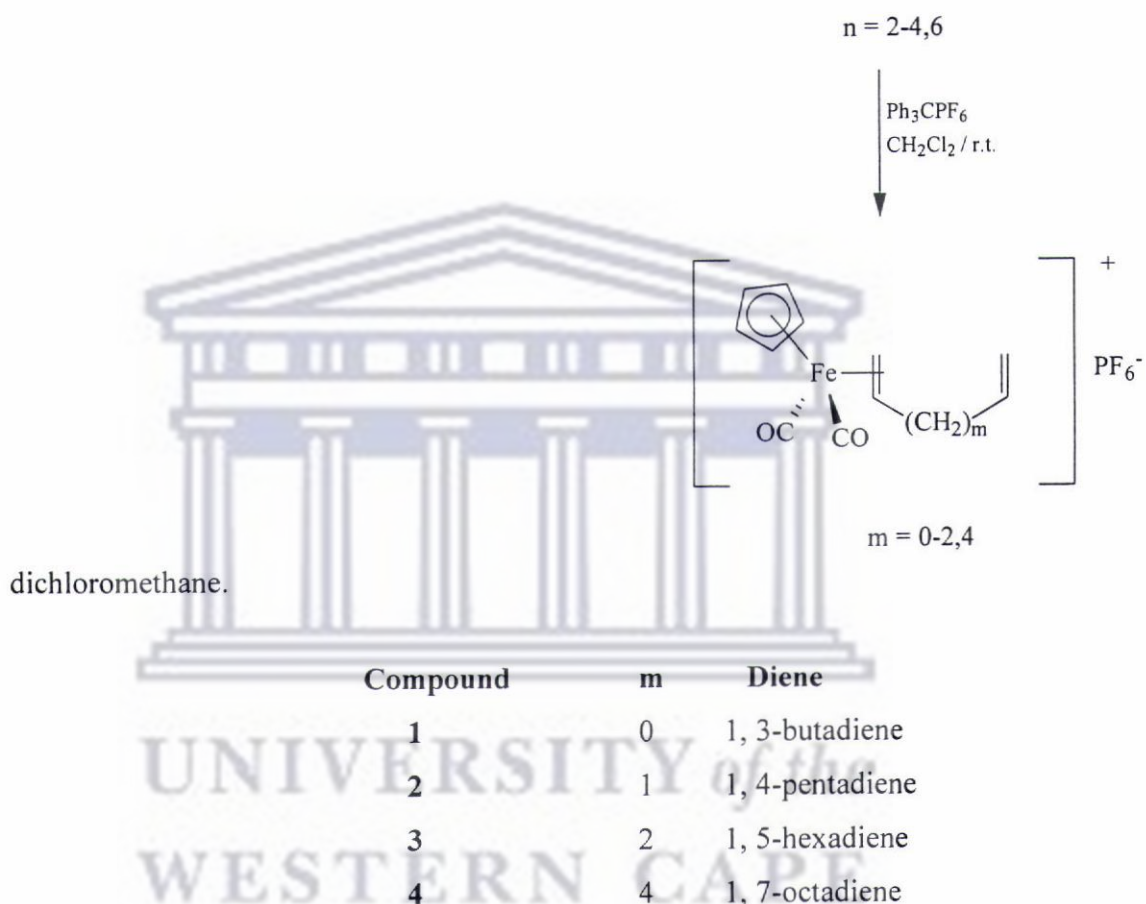 n = 2-4,6
Ph₃CPF₆
CH₂Cl₂ / r.t.
+
Fe
PF₆⁻
OC
CO
(CH₂)ₘ
m = 0-2,4
dichloromethane.
Compound m Diene
1 0 1, 3-butadiene
2 1 1, 4-pentadiene
3 2 1, 5-hexadiene
4 4 1, 7-octadiene
UNIVERSITY of the
WESTERN CAPE